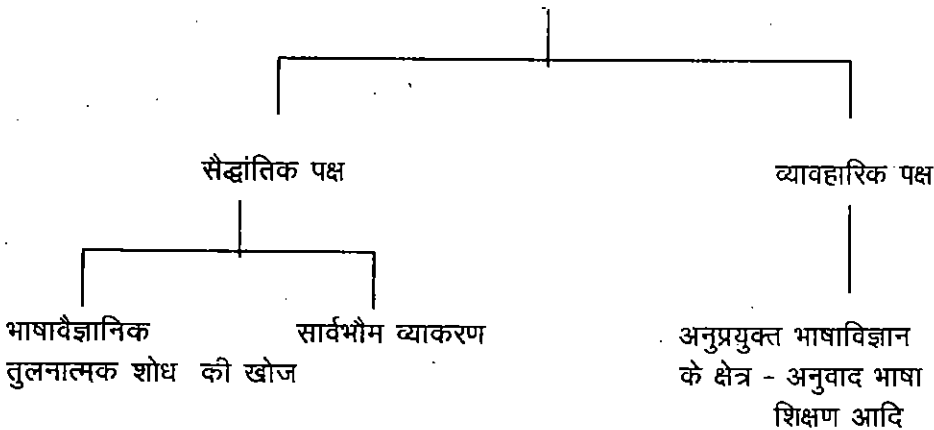 सैद्धांतिक पक्ष
व्यावहारिक पक्ष
भाषावैज्ञानिक
तुलनात्मक शोध
सार्वभौम व्याकरण
की खोज
अनुप्रयुक्त भाषाविज्ञान
के क्षेत्र - अनुवाद भाषा
शिक्षण आदि